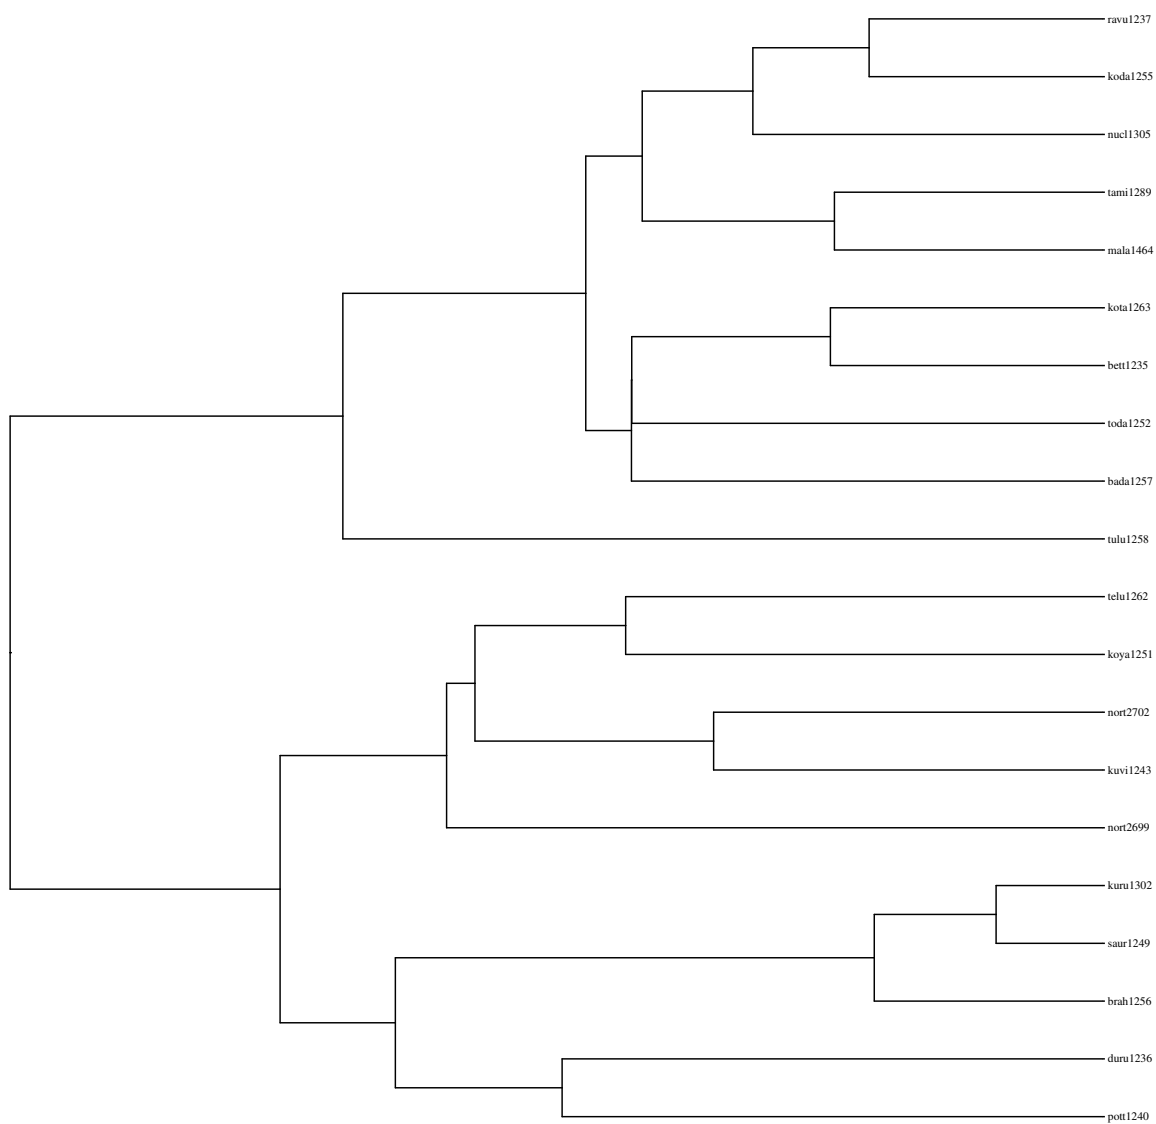 ravu1237
koda1255
nucl1305
tami1289
mala1464
kota1263
bett1235
toda1252
bada1257
tulu1258
telu1262
koya1251
nort2702
kuvi1243
nort2699
kuru1302
saur1249
brah1256
duru1236
pott1240